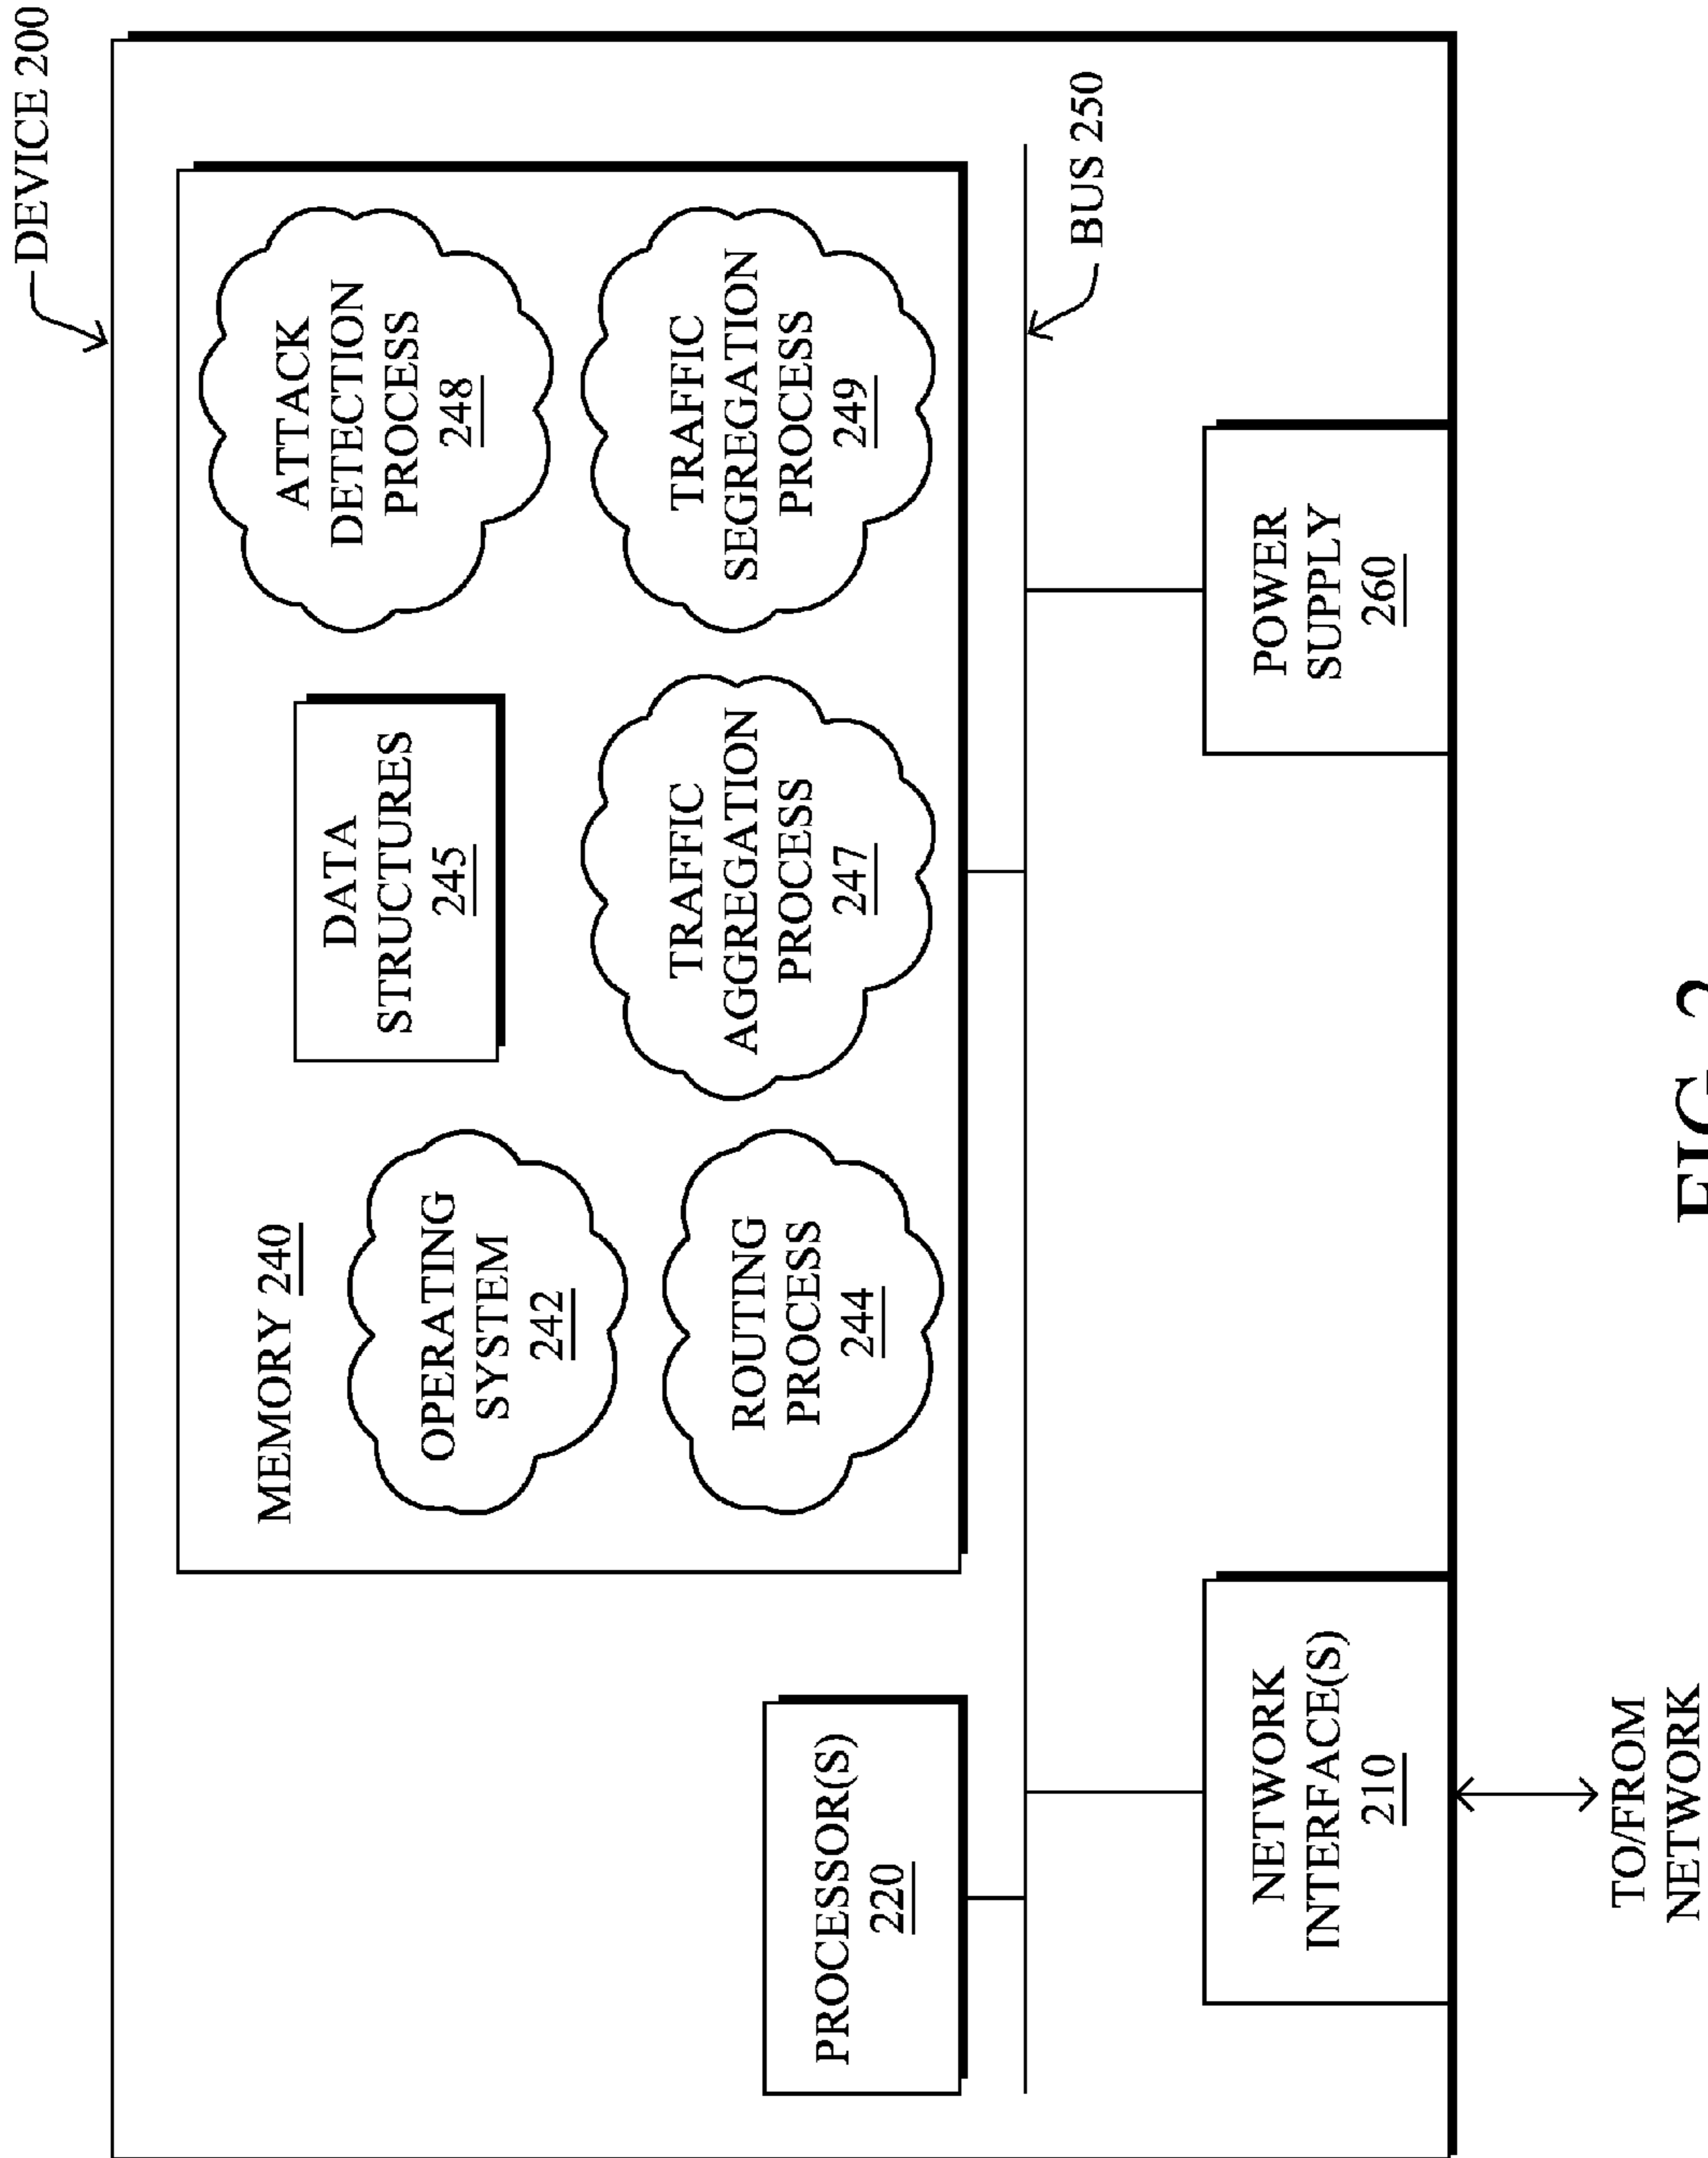 DEVICE 200
MEMORY 240
OPERATING
SYSTEM
242
DATA
STRUCTURES
245
ATTACK
DETECTION
PROCESS
248
ROUTING
PROCESS
244
TRAFFIC
AGGREGATION
PROCESS
247
TRAFFIC
SEGREGATION
PROCESS
249
PROCESSOR(S)
220
BUS 250
NETWORK
INTERFACE(S)
210
POWER
SUPPLY
260
TO/FROM
NETWORK
FIG. 2